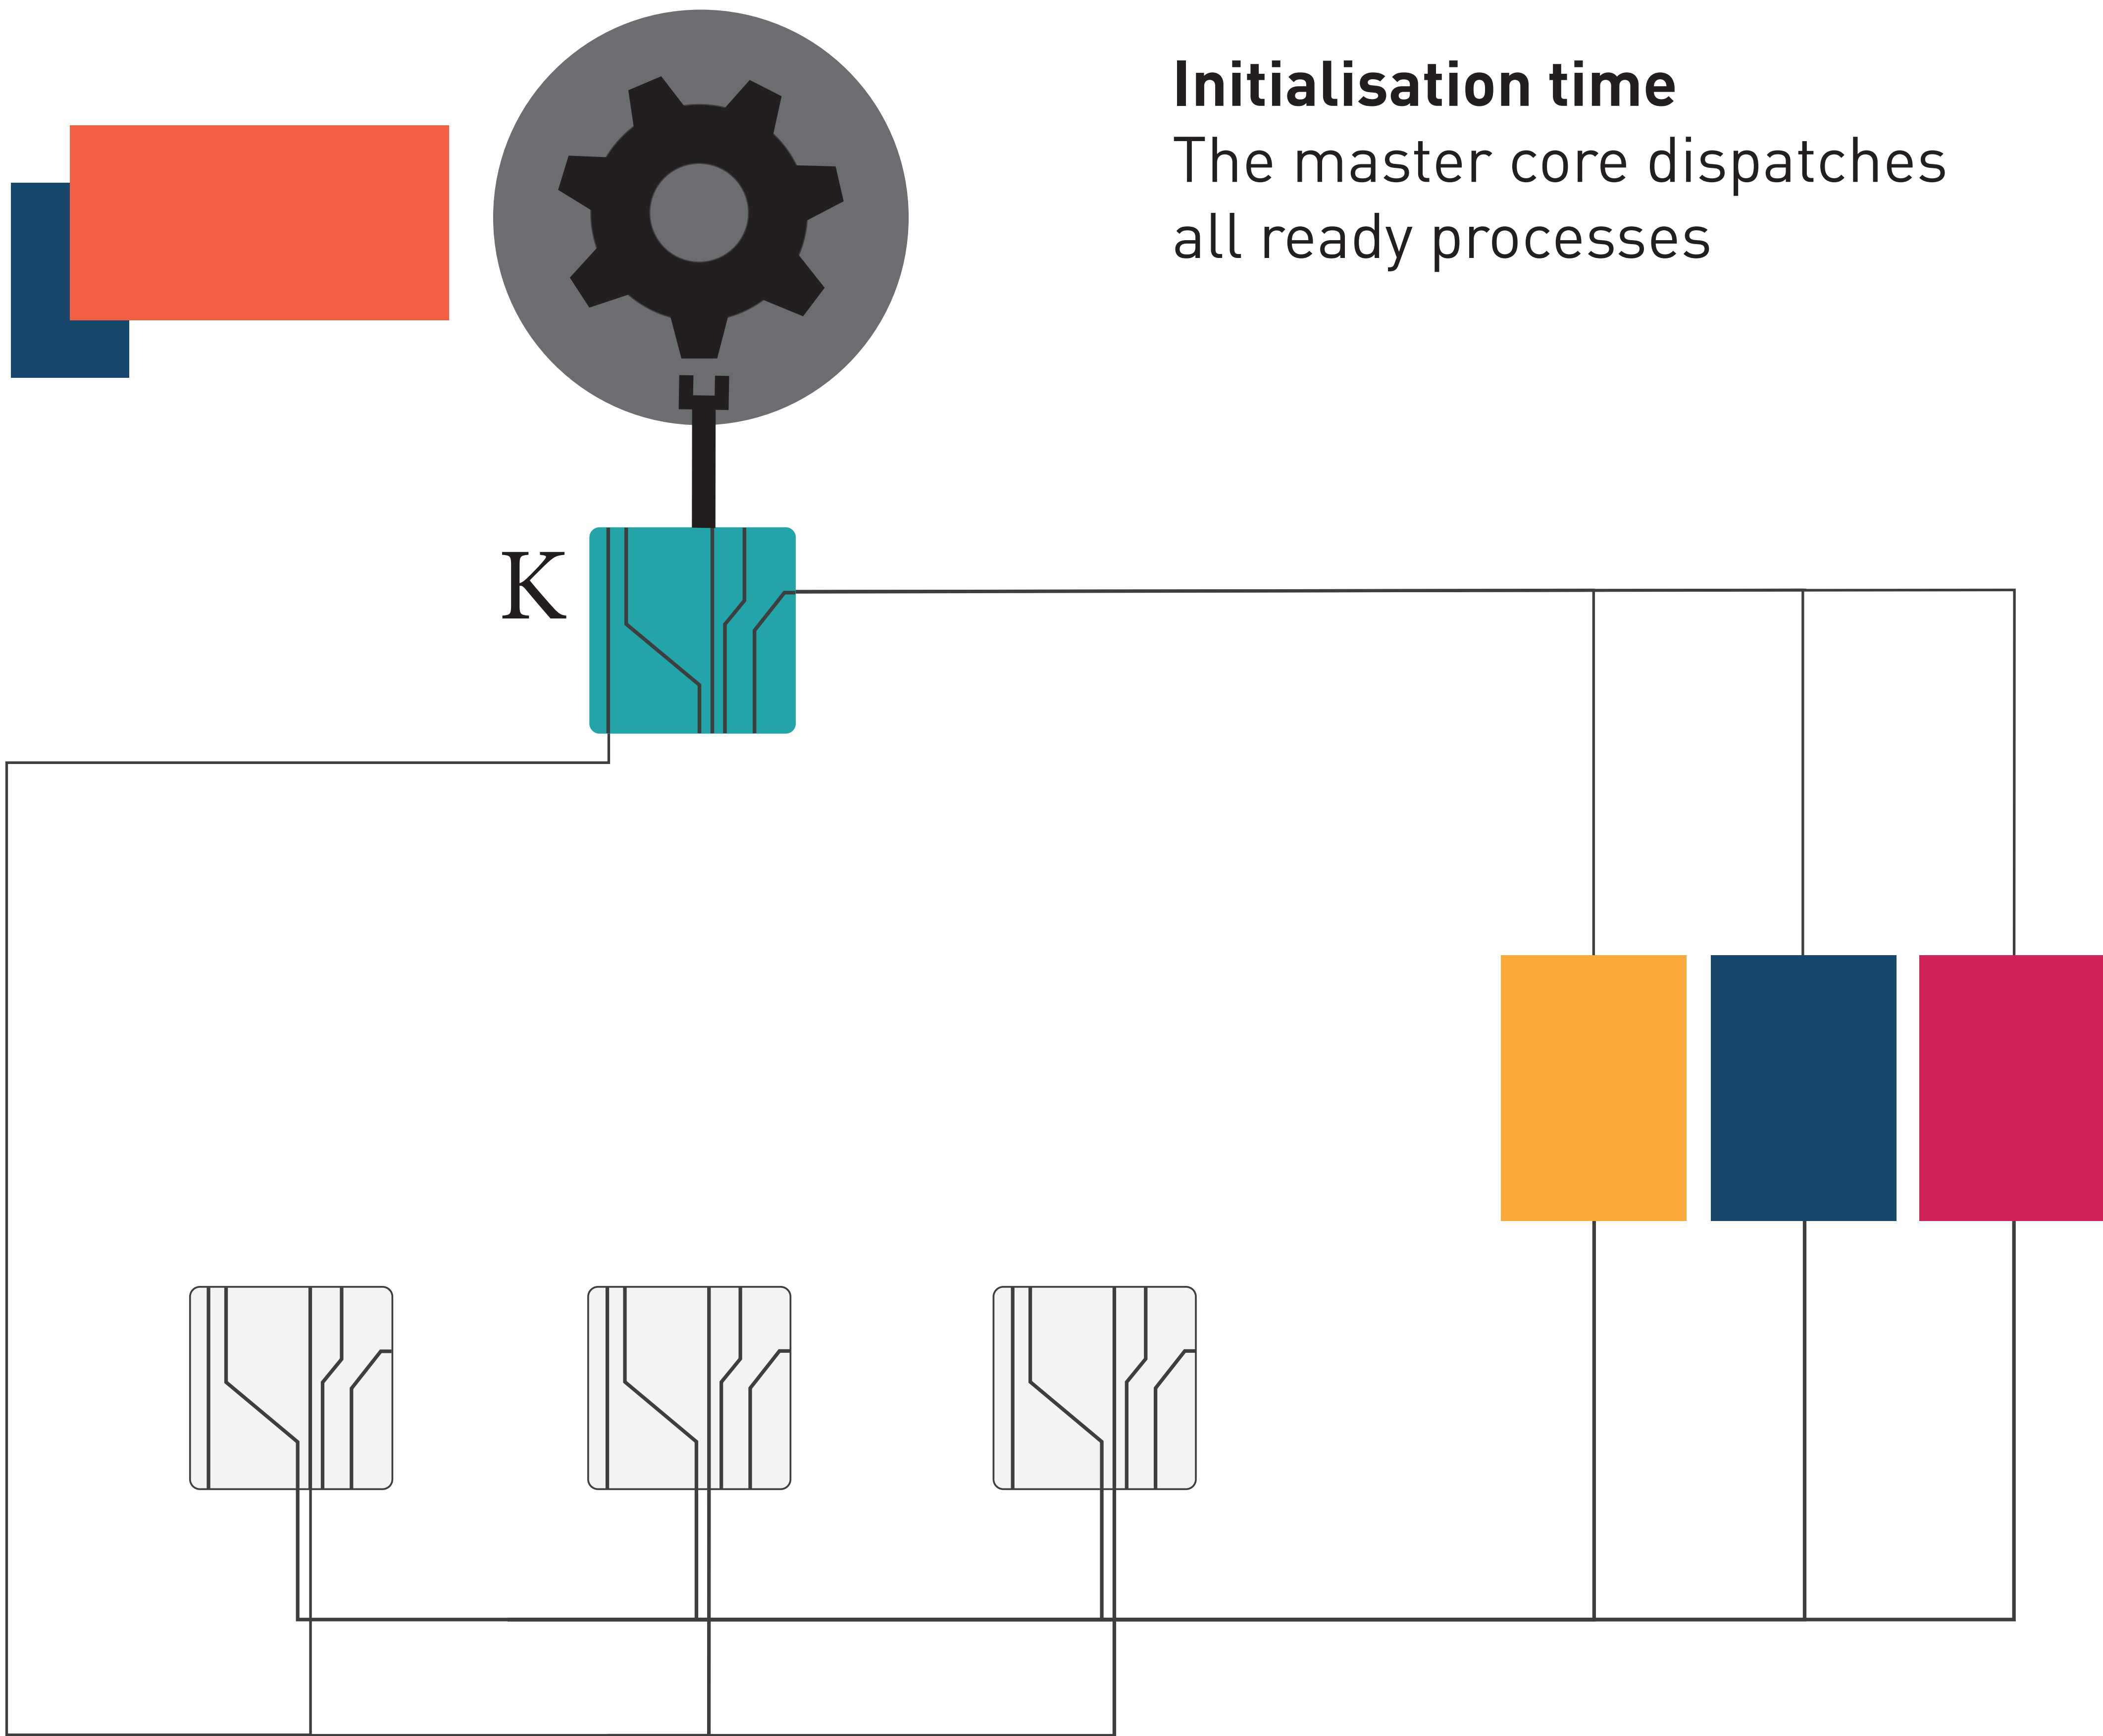 Initialisation time
The master core dispatches
all ready processes
K